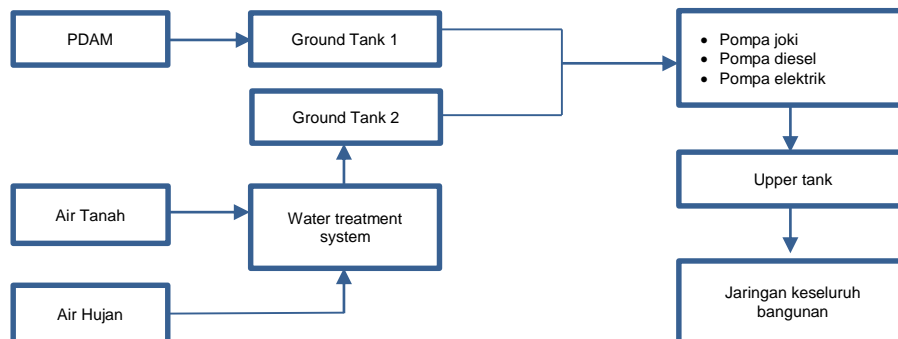 PDAM
Ground Tank 1
• Pompa joki
• Pompa diesel
• Pompa elektrik
Ground Tank 2
Upper tank
Air Tanah
Water treatment
system
Jaringan keseluruh
bangunan
Air Hujan